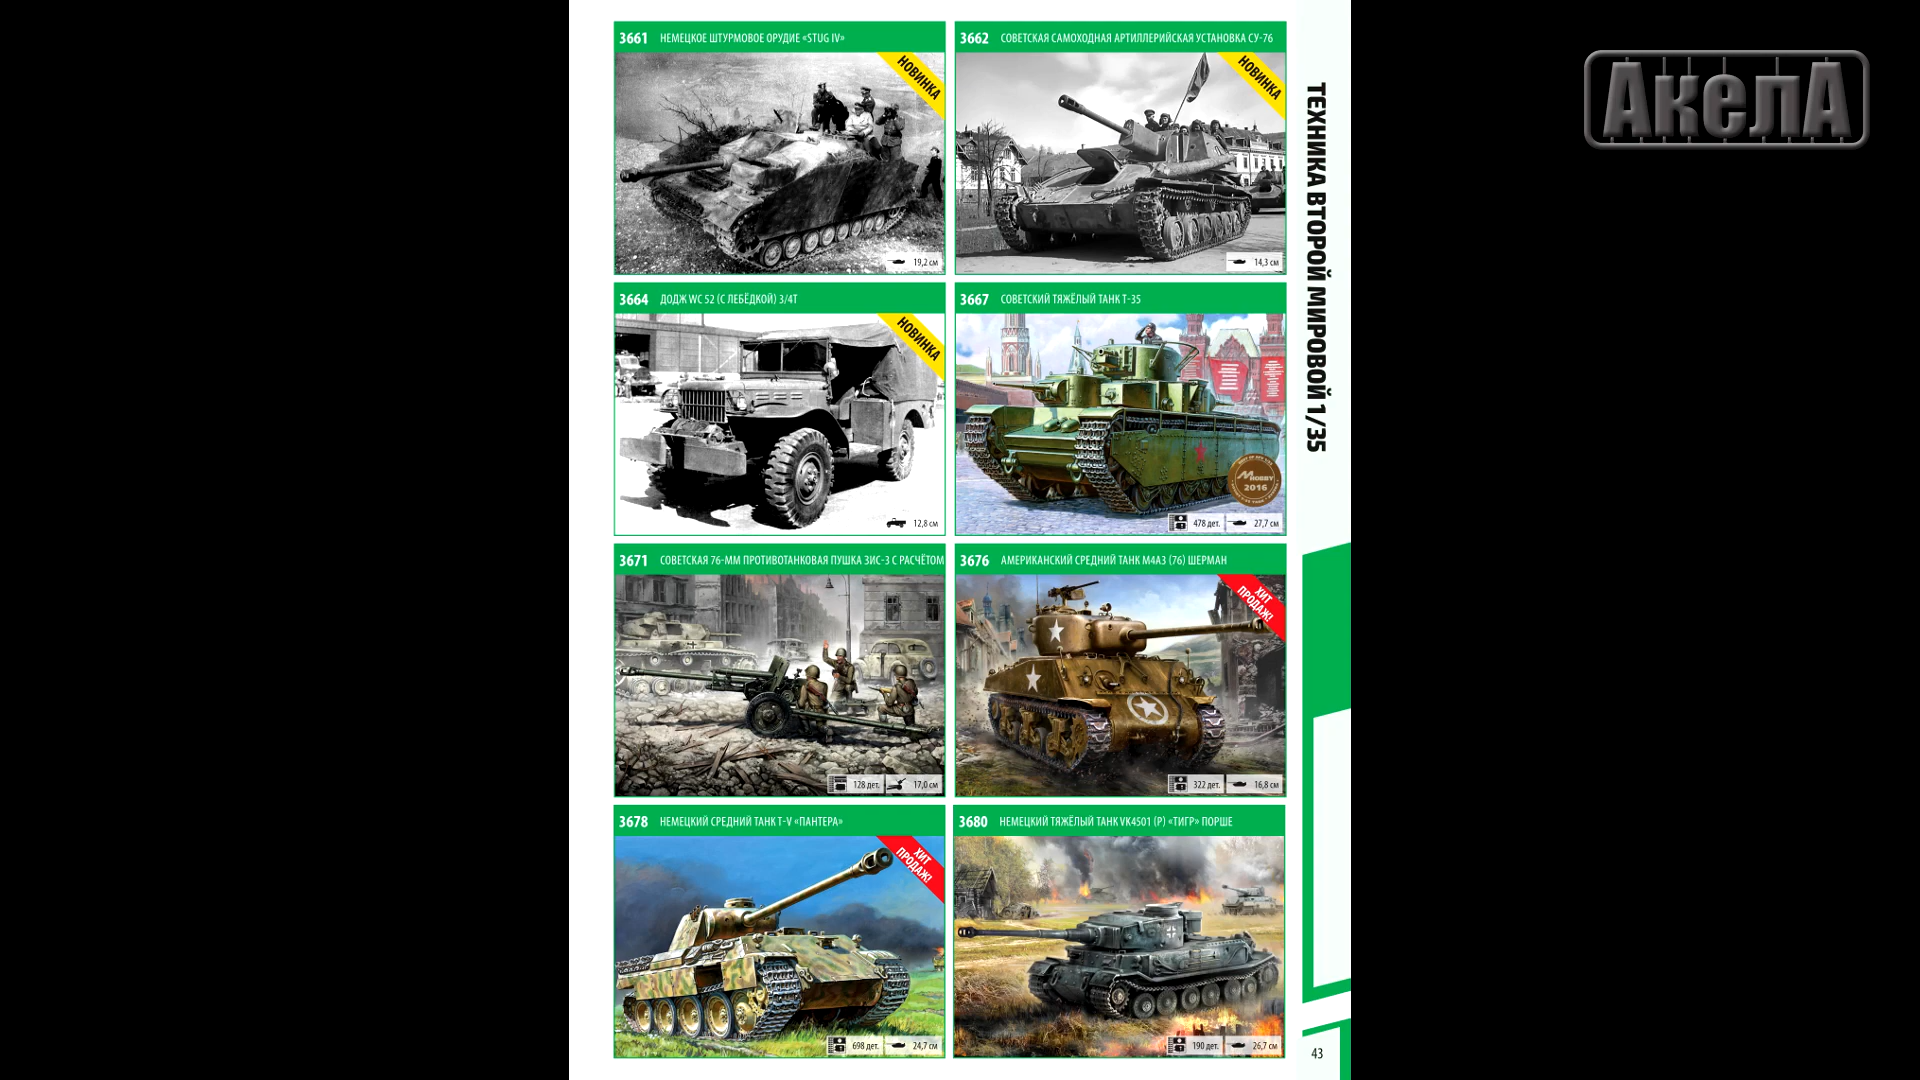 3661 НЕМЕЦКОЕ ШТУРМОВОЕ ОРУДИЕ «STUG IV»
НОВИНКА
19,2 см
3662 СОВЕТСКАЯ САМОХОДНАЯ АРТИЛЛЕРИЙСКАЯ УСТАНОВКА СУ-76
НОВИНКА
14,3 см
3664 ДОДЖ WC 52 (С ЛЕБЁДКОЙ) 3/4Т
НОВИНКА
12,8 см
3667 СОВЕТСКИЙ ТЯЖЁЛЫЙ ТАНК Т-35
HOBBY
2016
478 дет. 27,7 см
3671 СОВЕТСКАЯ 76-ММ ПРОТИВОТАНКОВАЯ ПУШКА ЗИС-3 С РАСЧЁТОМ
128 дет. 17,0 см
3676 АМЕРИКАНСКИЙ СРЕДНИЙ ТАНК М4А3 (76) ШЕРМАН
ХИТ
ПРОДАЖ!
322 дет. 16,8 см
3678 НЕМЕЦКИЙ СРЕДНИЙ ТАНК Т-V «ПАНТЕРА»
ХИТ
ПРОДАЖ!
698 дет. 24,7 см
3680 НЕМЕЦКИЙ ТЯЖЁЛЫЙ ТАНК VK4501 (P) «ТИГР» ПОРШЕ
190 дет. 26,7 см
ТЕХНИКА ВТОРОЙ МИРОВОЙ 1/35
43
АкелА